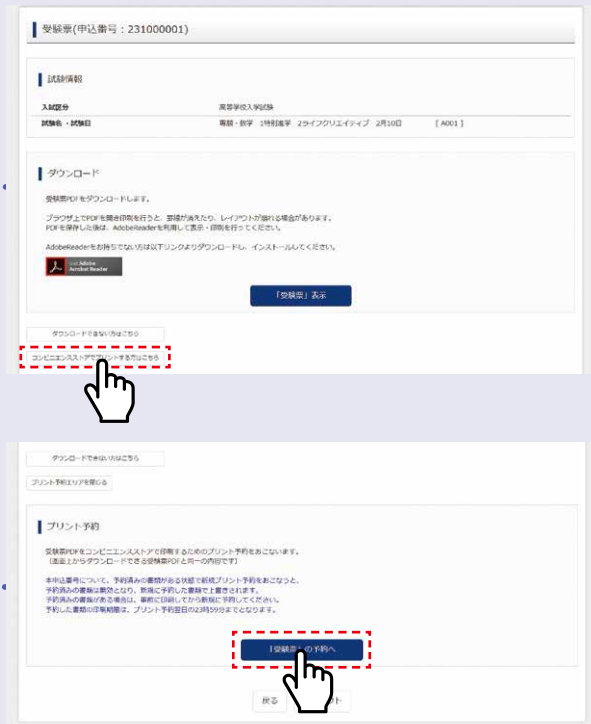 受験票(申込番号：231000001)
試験情報
入試区分 高等学校入学試験
試験名・試験日 専願・数学 1特別進学 2ライフクリエイティブ 2月10日 [ A001 ]
ダウンロード
受験票PDFをダウンロードします。
ブラウザ上でPDFを開き印刷を行うと、罫線が消えたり、レイアウトが崩れる場合があります。
PDFを保存した後は、AdobeReaderを利用して表示・印刷を行ってください。
AdobeReaderをお持ちでない方は以下リンクよりダウンロードし、インストールしてください。
Get Adobe
Acrobat Reader
「受験票」表示
ダウンロードできない方はこちら
コンビニエンスストアでプリントする方はこちら
ダウンロードできない方はこちら
プリント予約エリアを閉じる
プリント予約
受験票PDFをコンビニエンスストアで印刷するためのプリント予約をおこないます。
（画面上からダウンロードできる受験票PDFと同一の内容です）
本申込番号について、予約済みの書類がある状態で新規プリント予約をおこなうと、
予約済みの書類は無効となり、新規に予約した書類で上書きされます。
予約済みの書類がある場合は、事前に印刷してから新規に予約してください。
予約した書類の印刷期限は、プリント予約翌日の23時59分までとなります。
「受験票」の予約へ
戻る
ト